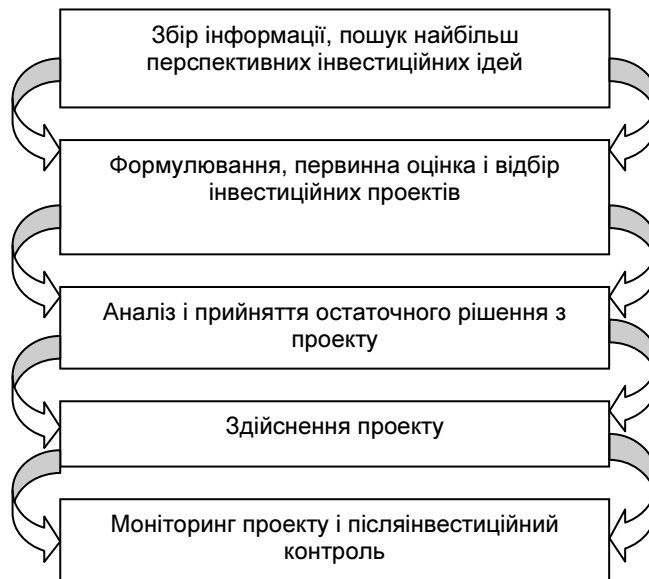 Збір інформації, пошук найбільш
перспективних інвестиційних ідей
Формулювання, первинна оцінка і відбір
інвестиційних проектів
Аналіз і прийняття остаточного рішення з
проекту
Здійснення проекту
Моніторинг проекту і післяінвестиційний
контроль